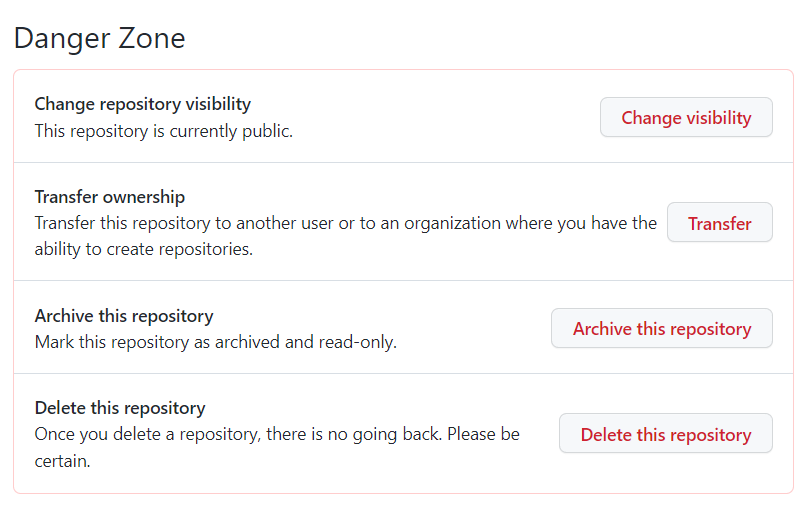 Danger Zone
Change repository visibility
This repository is currently public.
Change visibility
Transfer ownership
Transfer this repository to another user or to an organization where you have the
ability to create repositories.
Transfer
Archive this repository
Mark this repository as archived and read-only.
Archive this repository
Delete this repository
Once you delete a repository, there is no going back. Please be
certain.
Delete this repository